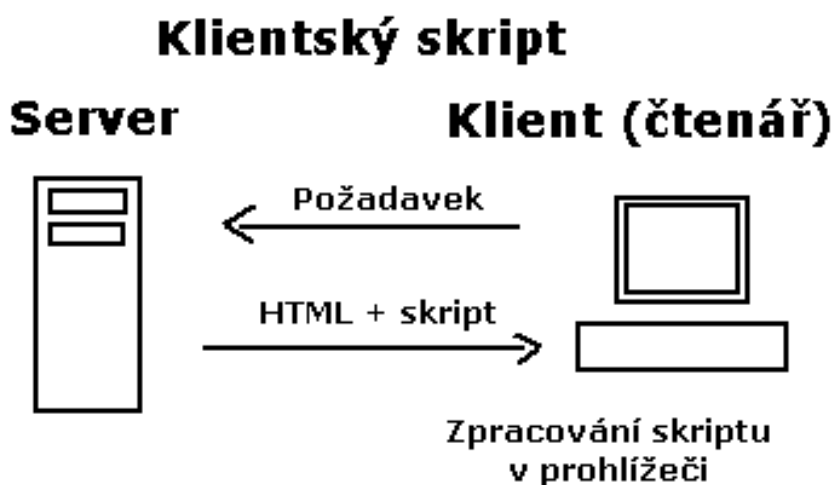 Klientský skript
Server
Klient (čtenář)
Požadavek
HTML + skript
Zpracování skriptu
v prohlížeči